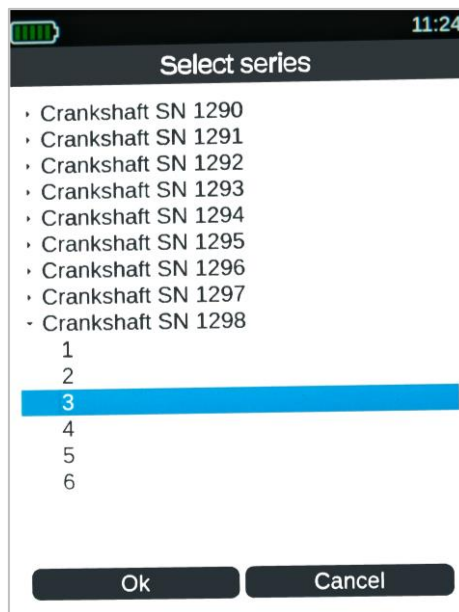 11:24
Select series
Crankshaft SN 1290
Crankshaft SN 1291
Crankshaft SN 1292
Crankshaft SN 1293
Crankshaft SN 1294
Crankshaft SN 1295
Crankshaft SN 1296
Crankshaft SN 1297
Crankshaft SN 1298
1
2
3
4
5
6
Ok Cancel